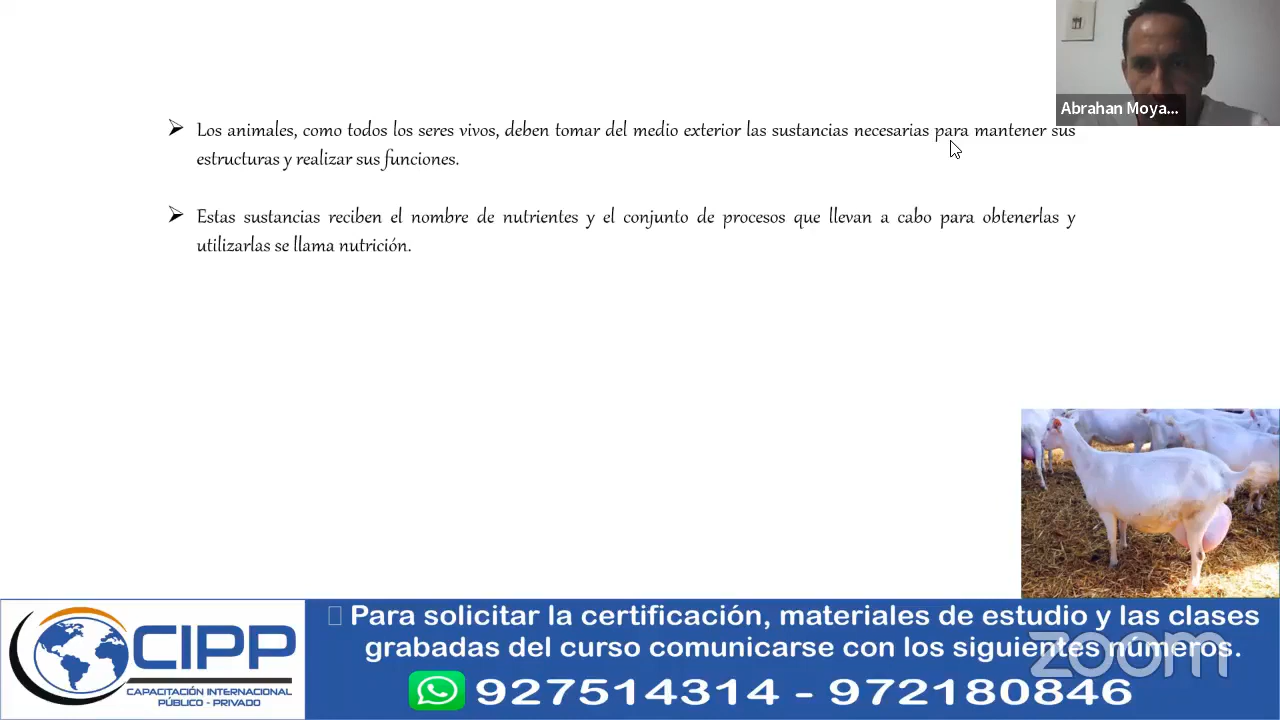 Abrahan Moya...
➢ Los animales, como todos los seres vivos, deben tomar del medio exterior las sustancias necesarias para mantener sus
estructuras y realizar sus funciones.
➢ Estas sustancias reciben el nombre de nutrientes y el conjunto de procesos que llevan a cabo para obtenerlas y
utilizarlas se llama nutrición.
CIPP
CAPACITACIÓN INTERNACIONAL
PÚBLICO - PRIVADO
Para solicitar la certificación, materiales de estudio y las clases
grabadas del curso comunicarse con los siguientes números.
927514314 - 972180846
zoom